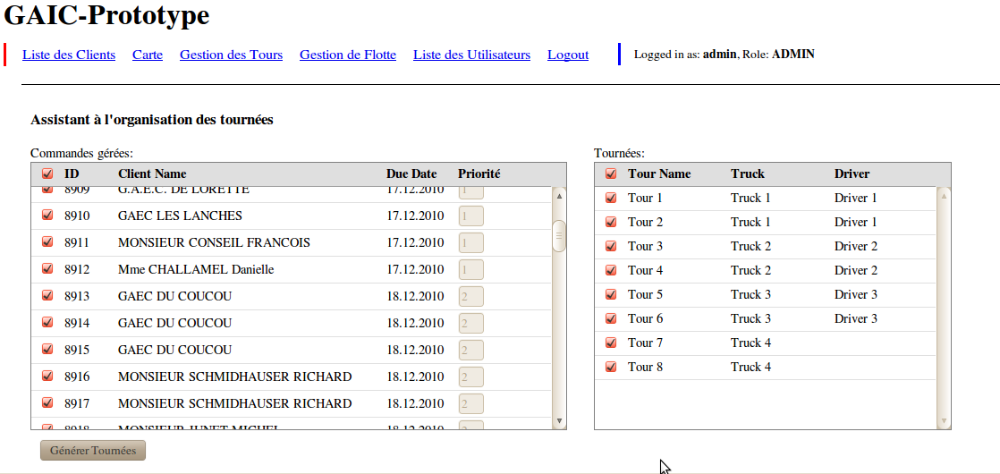 GAIC-Prototype
Liste des Clients Carte Gestion des Tours Gestion de Flotte Liste des Utilisateurs Logout Logged in as: admin, Role: ADMIN
Assistant à l'organisation des tournées
Commandes gérées:
ID Client Name Due Date Priorité
8909 G.A.E.C. DE LORETTE 17.12.2010 1
8910 GAEC LES LANCHES 17.12.2010 1
8911 MONSIEUR CONSEIL FRANCOIS 17.12.2010 1
8912 Mme CHALLAMEL Danielle 17.12.2010 1
8913 GAEC DU COUCOU 18.12.2010 2
8914 GAEC DU COUCOU 18.12.2010 2
8915 GAEC DU COUCOU 18.12.2010 2
8916 MONSIEUR SCHMIDHAUSER RICHARD 18.12.2010 2
8917 MONSIEUR SCHMIDHAUSER RICHARD 18.12.2010 2
8918 MONSIEUR JUNET MICHEL 18.12.2010 2
Générer Tournées
Tournées:
Tour Name Truck Driver
Tour 1 Truck 1 Driver 1
Tour 2 Truck 1 Driver 1
Tour 3 Truck 2 Driver 2
Tour 4 Truck 2 Driver 2
Tour 5 Truck 3 Driver 3
Tour 6 Truck 3 Driver 3
Tour 7 Truck 4
Tour 8 Truck 4